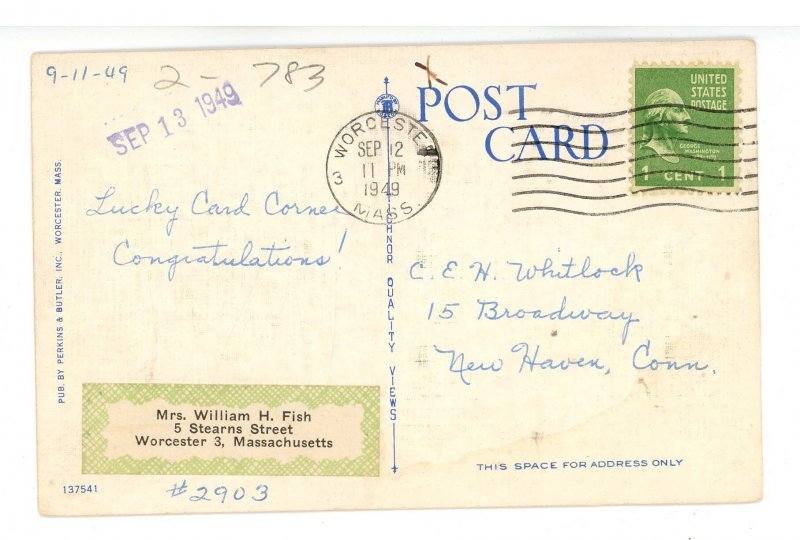 9-11-49
2 - 783
SEP 13 1949
POST CARD
UNITED
STATES
POSTAGE
GEORGE
WASHINGTON
1 CENT 1
WORCESTER
SEP 12
11 PM
1949
MASS.
3
Lucky Card Corner
Congratulations!
C. E. H. Whitlock
15 Broadway
New Haven, Conn.
PUB. BY PERKINS & BUTLER, INC., WORCESTER, MASS.
QUALITY VIEWS
Mrs. William H. Fish
5 Stearns Street
Worcester 3, Massachusetts
THIS SPACE FOR ADDRESS ONLY
137541
#2903